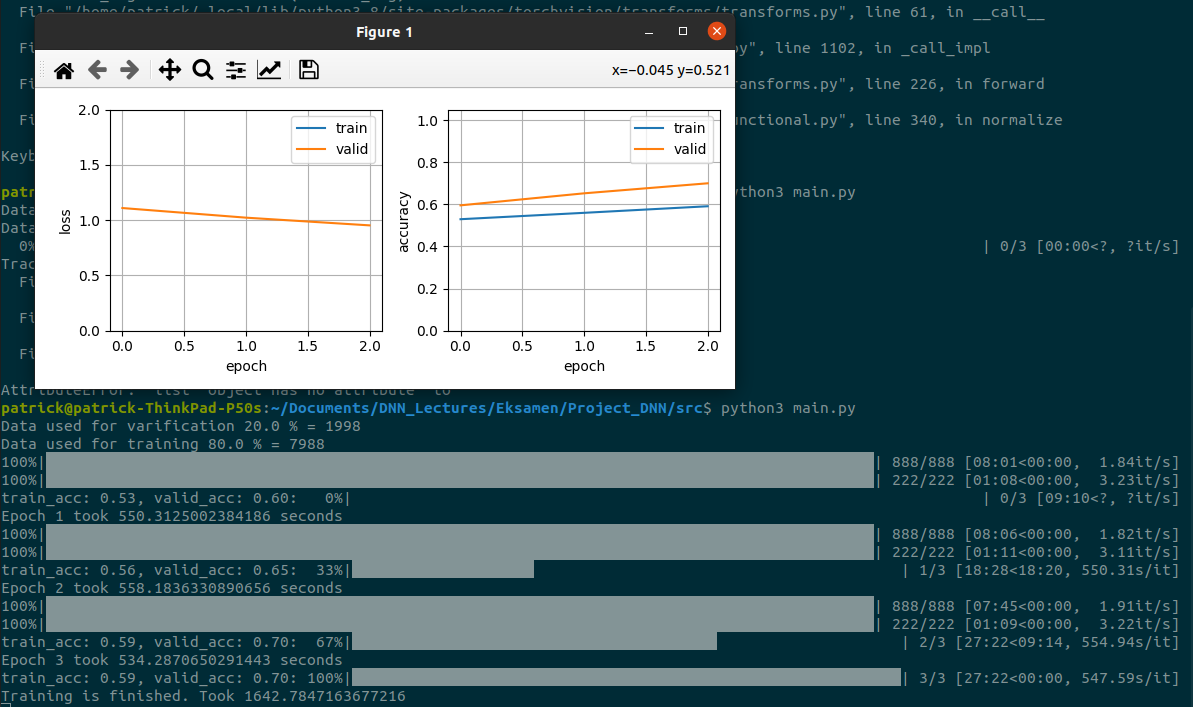 File "/home/patrick/.local/lib/python3.8/site-packages/torchvision/transforms/transforms.py", line 61, in __call__
Figure 1
Fi py", line 1102, in _call_impl
x=−0.045 y=0.521
Fi ransforms.py", line 226, in forward
Fi unctional.py", line 340, in normalize
2.0
1.5
1.0
0.5
0.0
loss
0.0 0.5 1.0 1.5 2.0
epoch
train
valid
1.0
0.8
0.6
0.4
0.2
0.0
accuracy
0.0 0.5 1.0 1.5 2.0
epoch
train
valid
Keyb
patr ython3 main.py
Data
Data
0% | 0/3 [00:00<?, ?it/s]
Trac
Fi
Fi
Fi
AttributeError: 'list' object has no attribute 'to'
patrick@patrick-ThinkPad-P50s:~/Documents/DNN_Lectures/Eksamen/Project_DNN/src$ python3 main.py
Data used for varification 20.0 % = 1998
Data used for training 80.0 % = 7988
100%| | 888/888 [08:01<00:00, 1.84it/s]
100%| | 222/222 [01:08<00:00, 3.23it/s]
train_acc: 0.53, valid_acc: 0.60: 0%| | 0/3 [09:10<?, ?it/s]
Epoch 1 took 550.3125002384186 seconds
100%| | 888/888 [08:06<00:00, 1.82it/s]
100%| | 222/222 [01:11<00:00, 3.11it/s]
train_acc: 0.56, valid_acc: 0.65: 33%| | 1/3 [18:28<18:20, 550.31s/it]
Epoch 2 took 558.1836330890656 seconds
100%| | 888/888 [07:45<00:00, 1.91it/s]
100%| | 222/222 [01:09<00:00, 3.22it/s]
train_acc: 0.59, valid_acc: 0.70: 67%| | 2/3 [27:22<09:14, 554.94s/it]
Epoch 3 took 534.2870650291443 seconds
train_acc: 0.59, valid_acc: 0.70: 100%| | 3/3 [27:22<00:00, 547.59s/it]
Training is finished. Took 1642.7847163677216